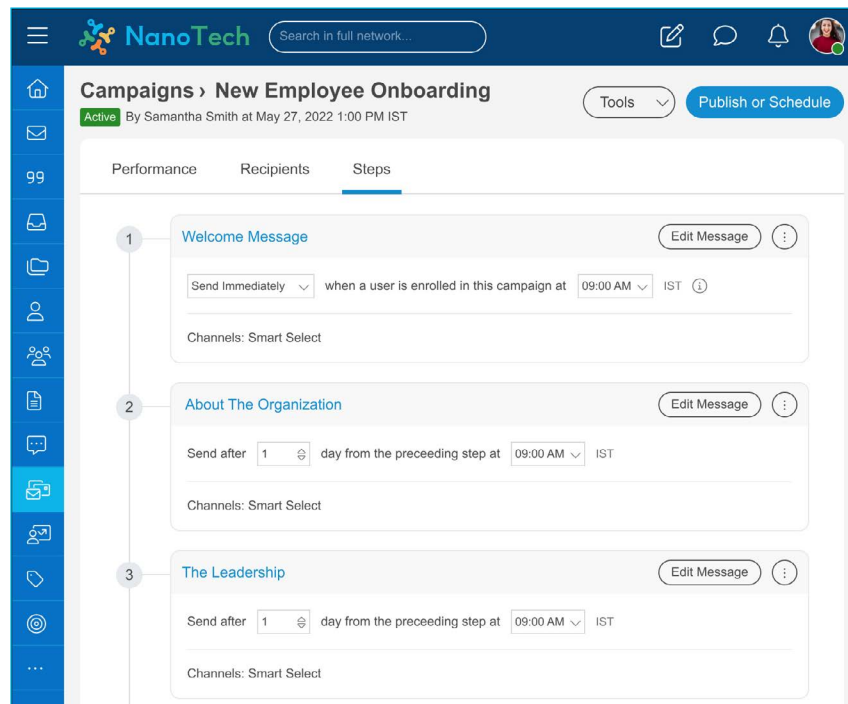 NanoTech
Search in full network...
Campaigns › New Employee Onboarding
Tools
Publish or Schedule
Active By Samantha Smith at May 27, 2022 1:00 PM IST
Performance Recipients Steps
1 Welcome Message Edit Message
Send Immediately when a user is enrolled in this campaign at 09:00 AM IST
Channels: Smart Select
2 About The Organization Edit Message
Send after 1 day from the preceeding step at 09:00 AM IST
Channels: Smart Select
3 The Leadership Edit Message
Send after 1 day from the preceeding step at 09:00 AM IST
Channels: Smart Select